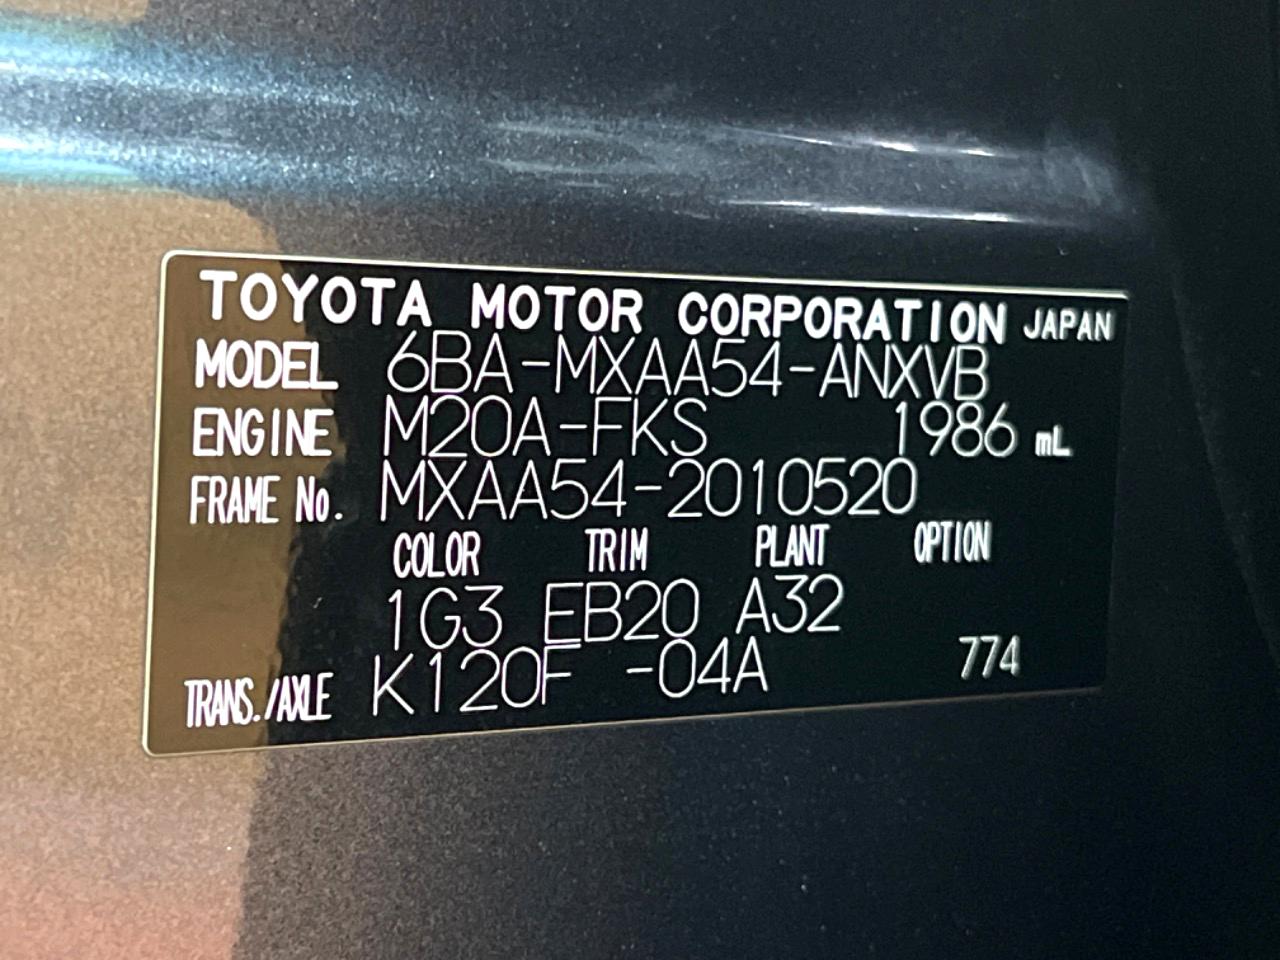 TOYOTA MOTOR CORPORATION JAPAN
MODEL 6BA-MXAA54-ANXVB
ENGINE M20A-FKS 1986 mL
FRAME No. MXAA54-2010520
COLOR TRIM PLANT OPTION
1G3 EB20 A32
TRANS./AXLE K120F -04A 774